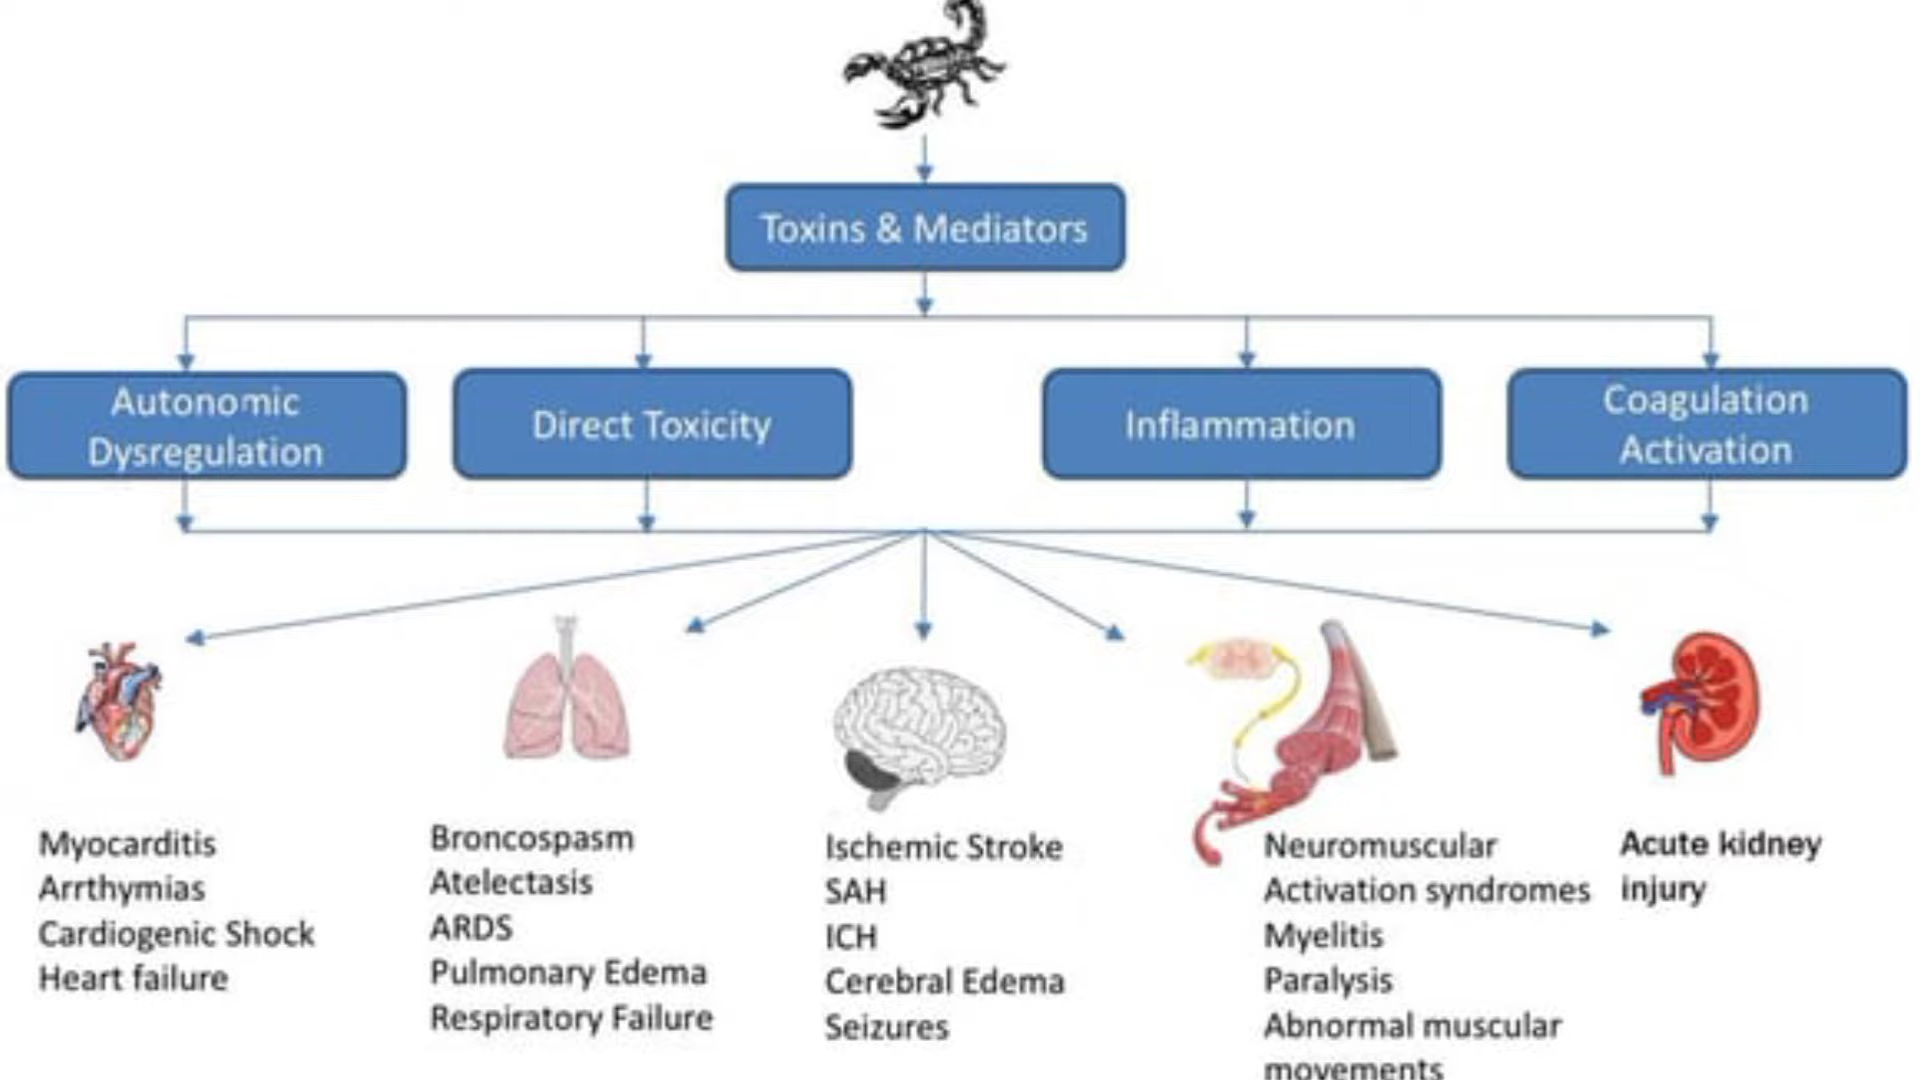 Toxins & Mediators
Autonomic
Dysregulation
Direct Toxicity
Inflammation
Coagulation
Activation
Myocarditis
Arrthymias
Cardiogenic Shock
Heart failure
Broncospasm
Atelectasis
ARDS
Pulmonary Edema
Respiratory Failure
Ischemic Stroke
SAH
ICH
Cerebral Edema
Seizures
Neuromuscular
Activation syndromes
Myelitis
Paralysis
Abnormal muscular
movements
Acute kidney
injury